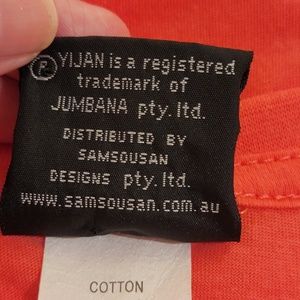 ® YIJAN is a registered
trademark of
JUMBANA pty.ltd.
DISTRIBUTED BY
SAMSOUSAN
DESIGNS pty.ltd.
www.samsousan.com.au
COTTON